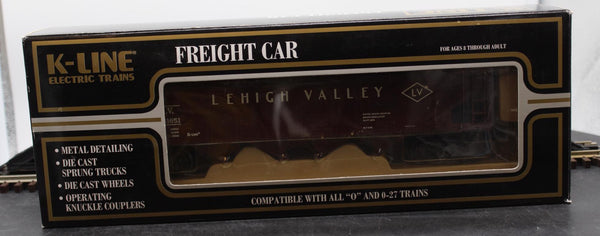 K-LINE®
ELECTRIC TRAINS
FREIGHT CAR
FOR AGES 8 THROUGH ADULT
LEHIGH VALLEY
LV
• METAL DETAILING
• DIE CAST
SPRUNG TRUCKS
• DIE CAST WHEELS
• OPERATING
KNUCKLE COUPLERS
COMPATIBLE WITH ALL "O" AND 0-27 TRAINS